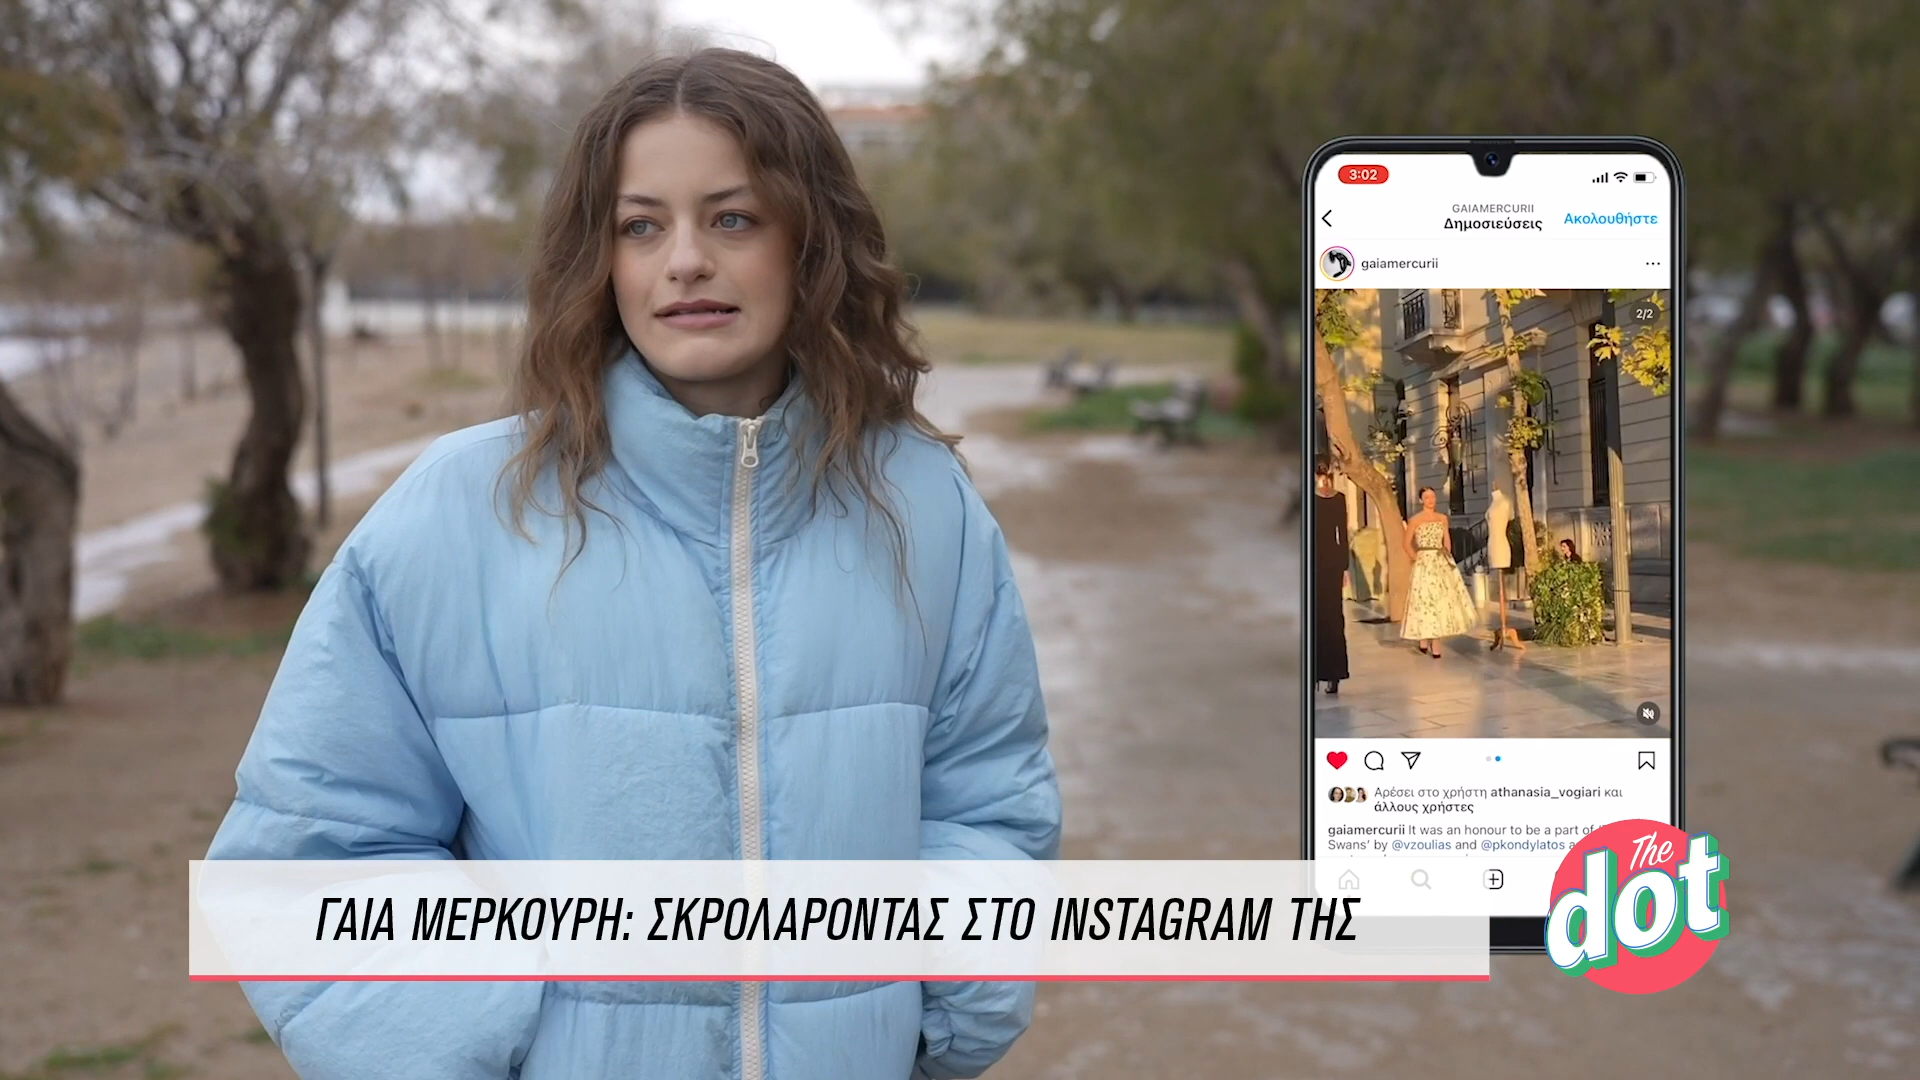 3:02
GAIAMERCURII
Δημοσιεύσεις
Ακολουθήστε
gaiamercurii
2/2
Αρέσει στο χρήστη athanasia_vogiari και
άλλους χρήστες
gaiamercurii It was an honour to be a part of
Swans' by @vzoulias and @pkondylatos
The
dot
ΓΑΙΑ ΜΕΡΚΟΥΡΗ: ΣΚΡΟΛΑΡΟΝΤΑΣ ΣΤΟ INSTAGRAM ΤΗΣ